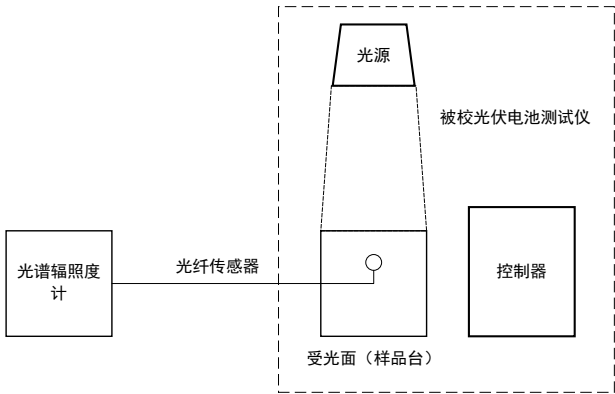 光源
被校光伏电池测试仪
光谱辐照度
计
光纤传感器
控制器
受光面（样品台）